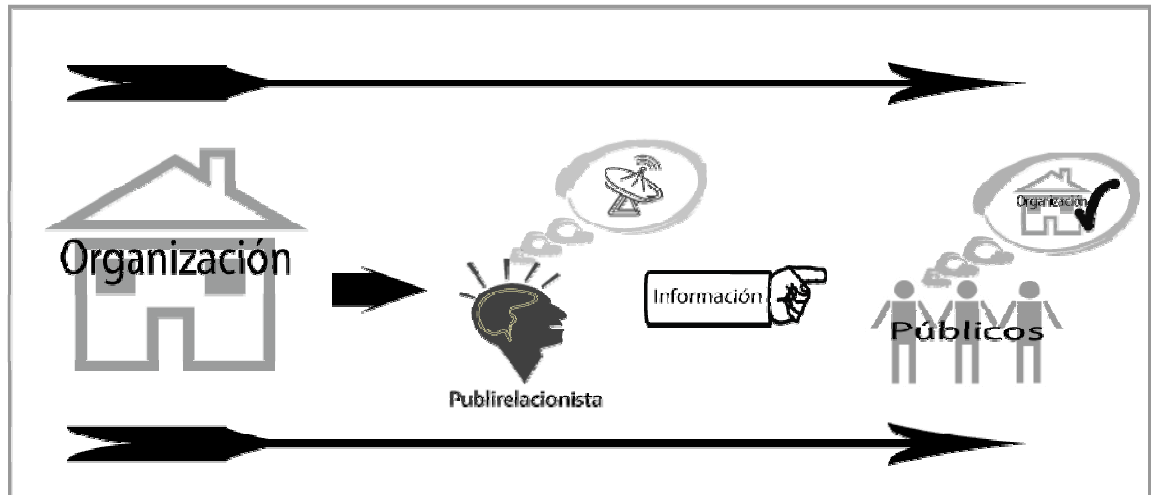 Organización
Publirelacionista
Información
Organización
Públicos